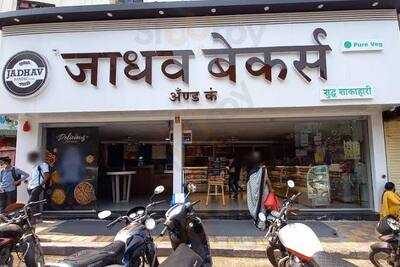 JADHAV
जाधव बेकर्स
अॅण्ड कं
Pure Veg
शुद्ध साकाहारी